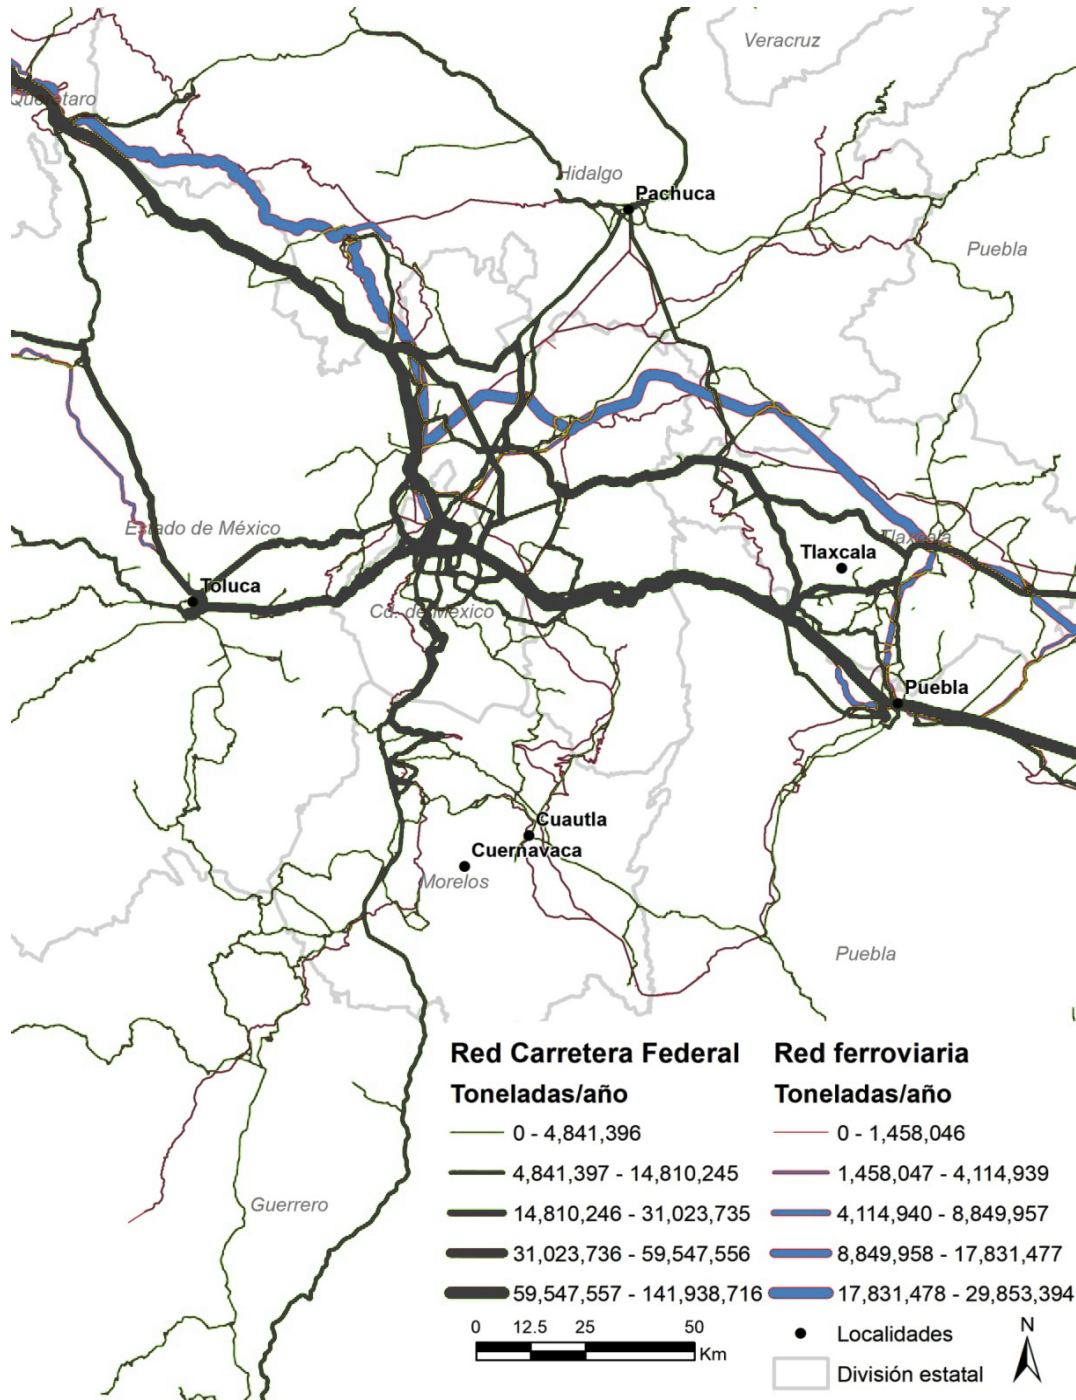 Veracruz
Querétaro
Hidalgo
Pachuca
Puebla
Estado de México
Tlaxcala
Tlaxcala
Toluca
Cd. de México
Puebla
Cuautla
Cuernavaca
Morelos
Puebla
Guerrero
Red Carretera Federal
Toneladas/año
0 - 4,841,396
4,841,397 - 14,810,245
14,810,246 - 31,023,735
31,023,736 - 59,547,556
59,547,557 - 141,938,716
Red ferroviaria
Toneladas/año
0 - 1,458,046
1,458,047 - 4,114,939
4,114,940 - 8,849,957
8,849,958 - 17,831,477
17,831,478 - 29,853,394
Localidades
División estatal
0 12.5 25 50
Km
N